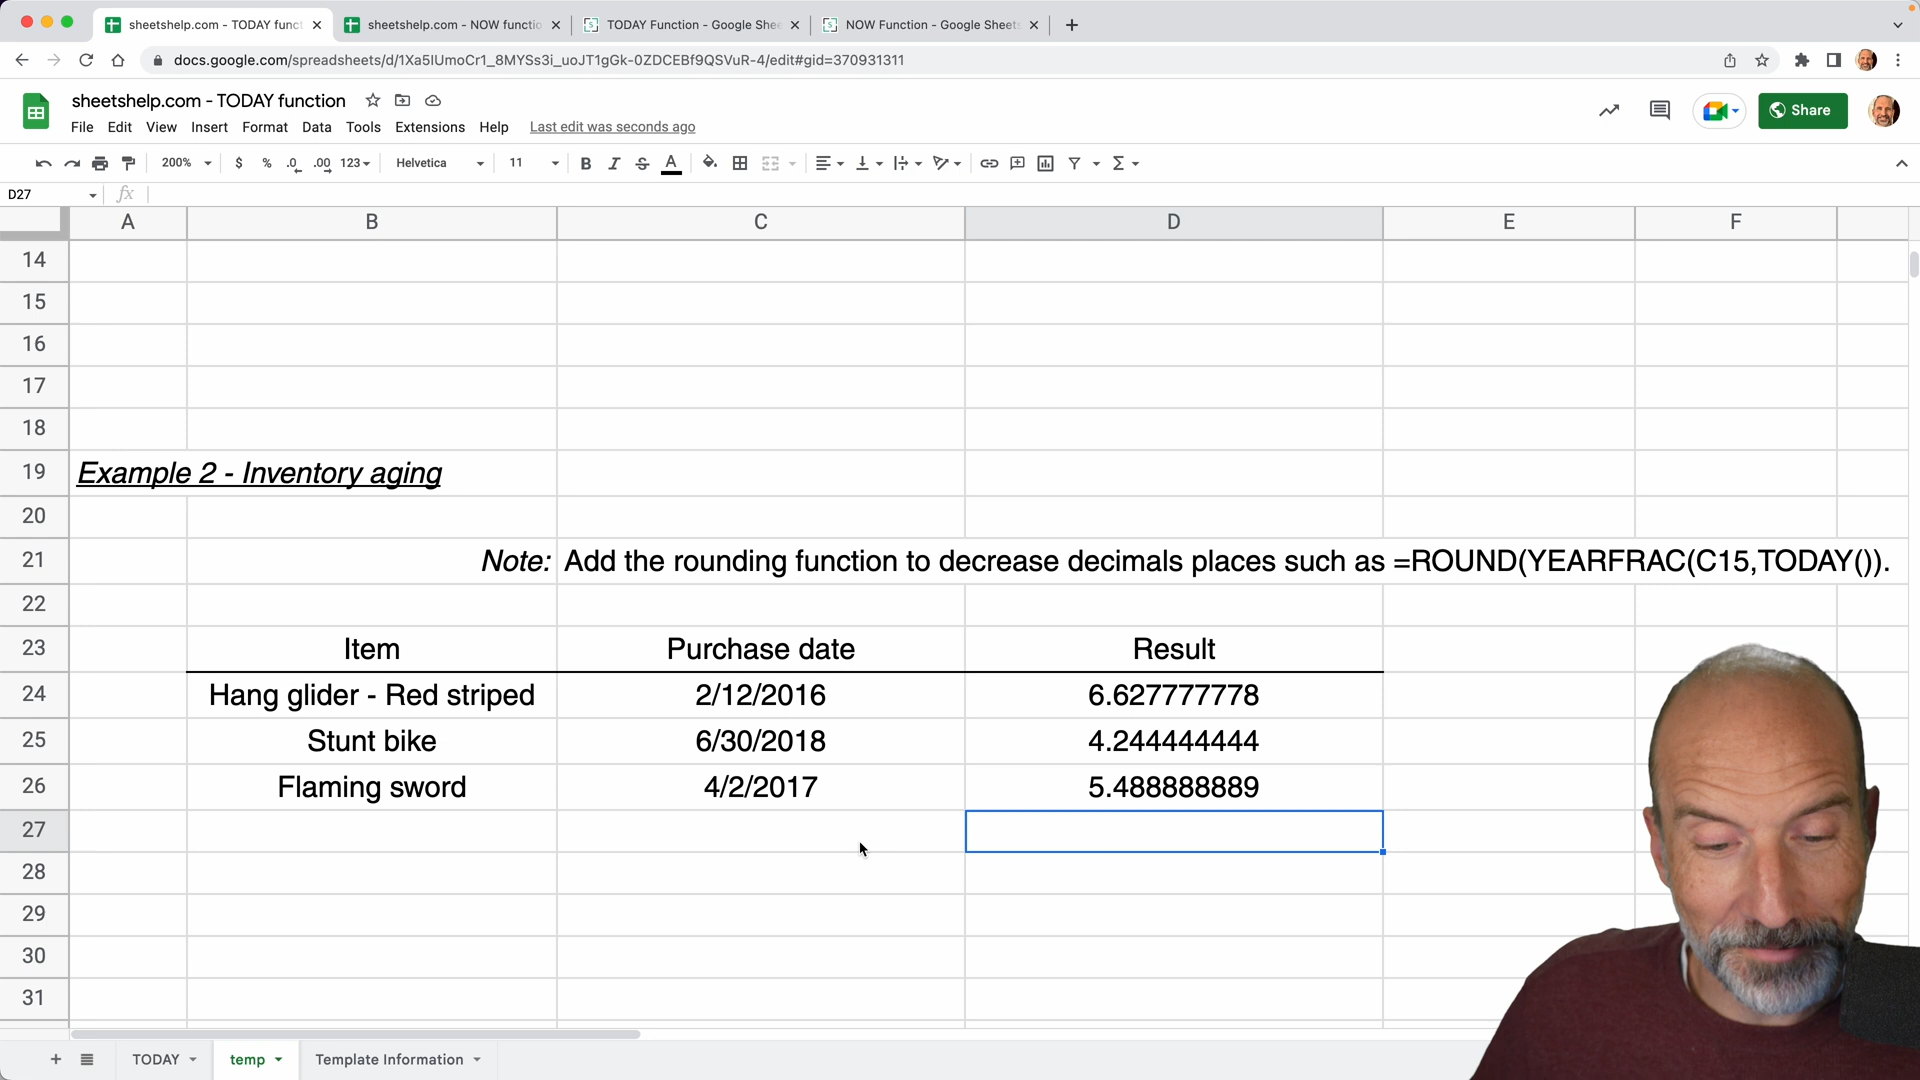 sheetshelp.com - TODAY funct
sheetshelp.com - NOW functio
TODAY Function - Google Shee
NOW Function - Google Sheets
docs.google.com/spreadsheets/d/1Xa5IUmoCr1_8MYSs3i_uoJT1gGk-0ZDCEBf9QSVuR-4/edit#gid=370931311
sheetshelp.com - TODAY function
File Edit View Insert Format Data Tools Extensions Help Last edit was seconds ago
Share
200% $ % .0 .00 123 Helvetica 11 B I S A Σ
D27 fx
A B C D E F
14
15
16
17
18
19 Example 2 - Inventory aging
20
21 Note: Add the rounding function to decrease decimals places such as =ROUND(YEARFRAC(C15,TODAY()).
22
23 Item Purchase date Result
24 Hang glider - Red striped 2/12/2016 6.627777778
25 Stunt bike 6/30/2018 4.244444444
26 Flaming sword 4/2/2017 5.488888889
27
28
29
30
31
+ TODAY temp Template Information